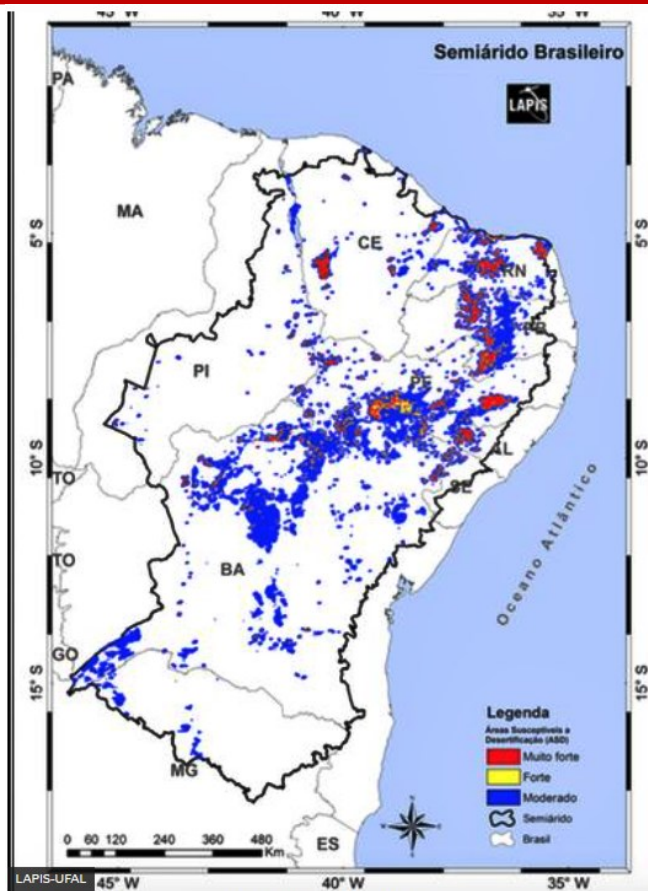 45° W
40° W
35° W
Semiárido Brasileiro
LAPIS
PA
MA
CE
5° S
5° S
RN
PB
PI
PE
AL
10° S
10° S
SE
TO
TO
BA
Oceano Atlântico
GO
15° S
15° S
MG
ES
Legenda
Áreas Susceptíveis a
Desertificação (ASD)
Muito forte
Forte
Moderado
Semiárido
Brasil
0 60 120 240 360 480
Km
LAPIS-UFAL
45° W
40° W
35° W